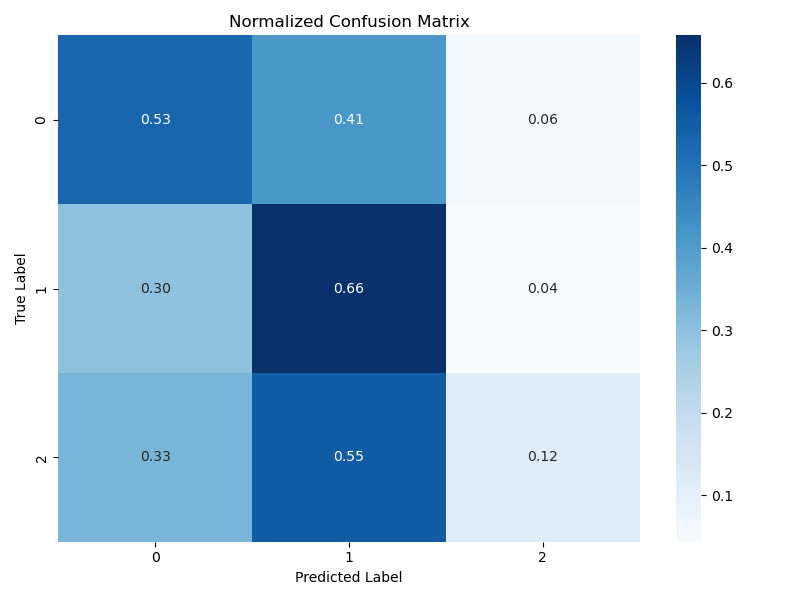 Normalized Confusion Matrix
True Label
0
0.53 0.41 0.06
1
0.30 0.66 0.04
2
0.33 0.55 0.12
0 1 2
Predicted Label
0.6
0.5
0.4
0.3
0.2
0.1